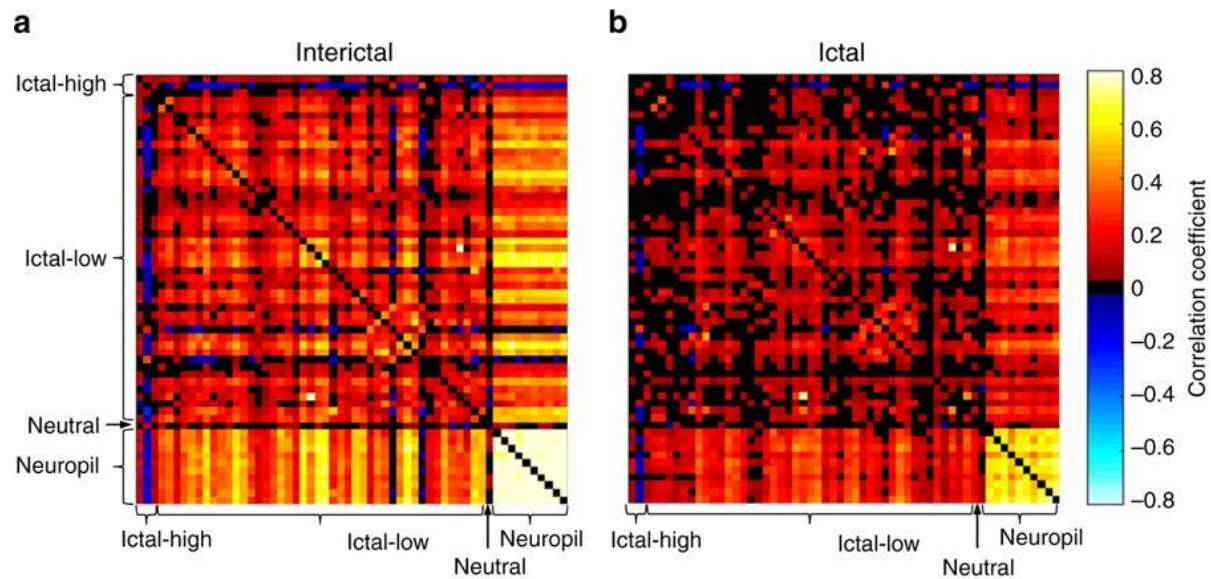 a
Interictal
Ictal-high
Ictal-low
Neutral
Neuropil
Ictal-high
Ictal-low
Neutral
Neuropil
b
Ictal
Ictal-high
Ictal-low
Neutral
Neuropil
0.8
0.6
0.4
0.2
0
−0.2
−0.4
−0.6
−0.8
Correlation coefficient